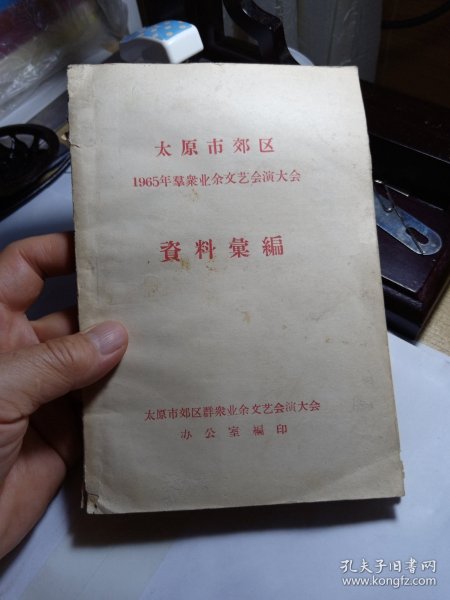 太原市郊区
1965年羣衆业余文艺会演大会
資料彙編
太原市郊区群衆业余文艺会演大会
办公室編印
孔夫子旧书网
www.kongfz.com